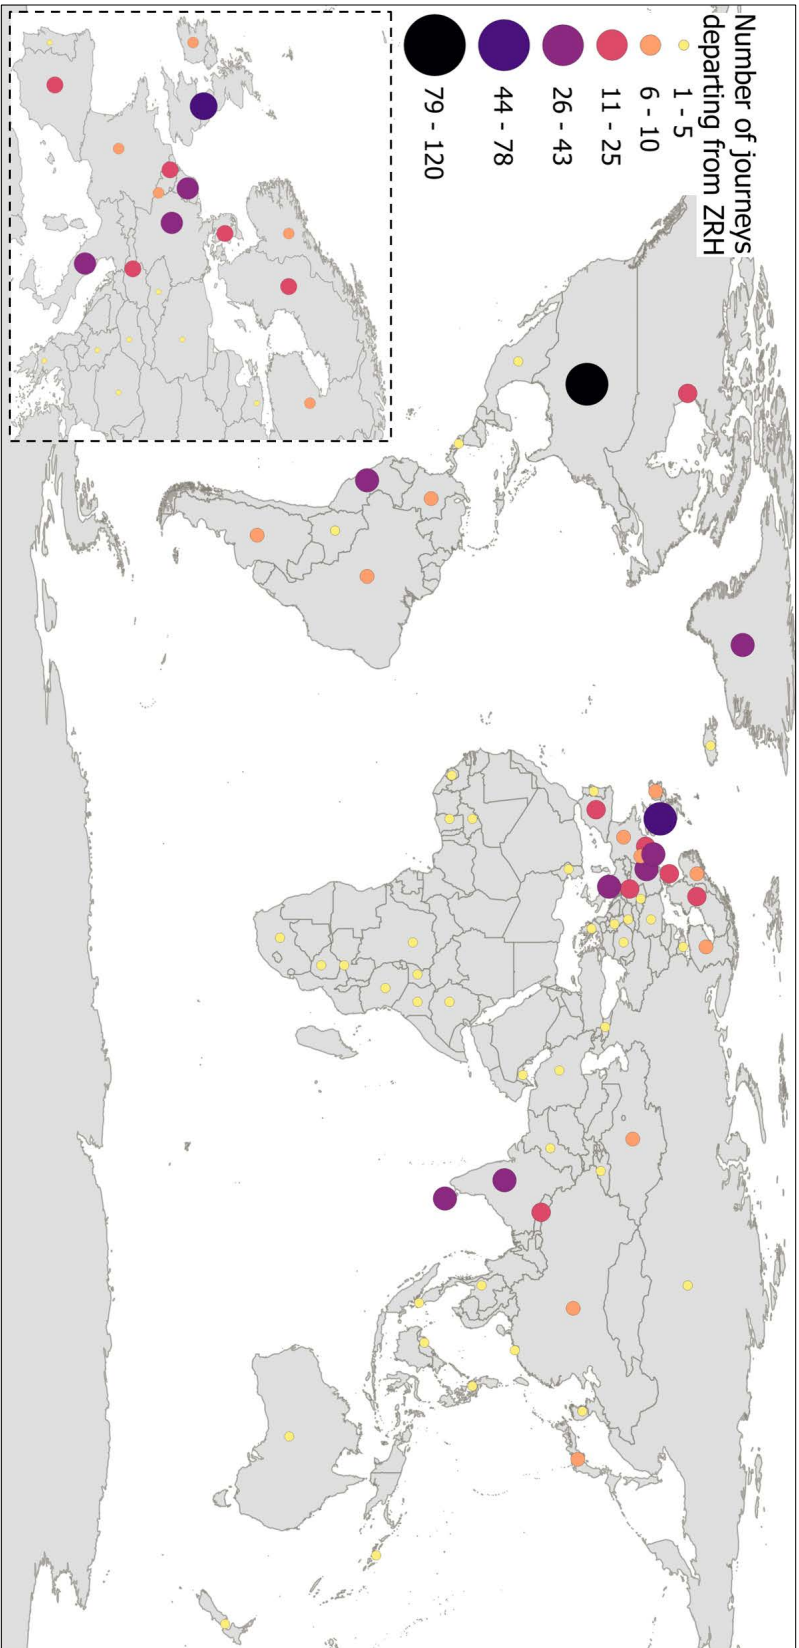 Number of journeys
departing from ZRH
1 - 5
6 - 10
11 - 25
26 - 43
44 - 78
79 - 120